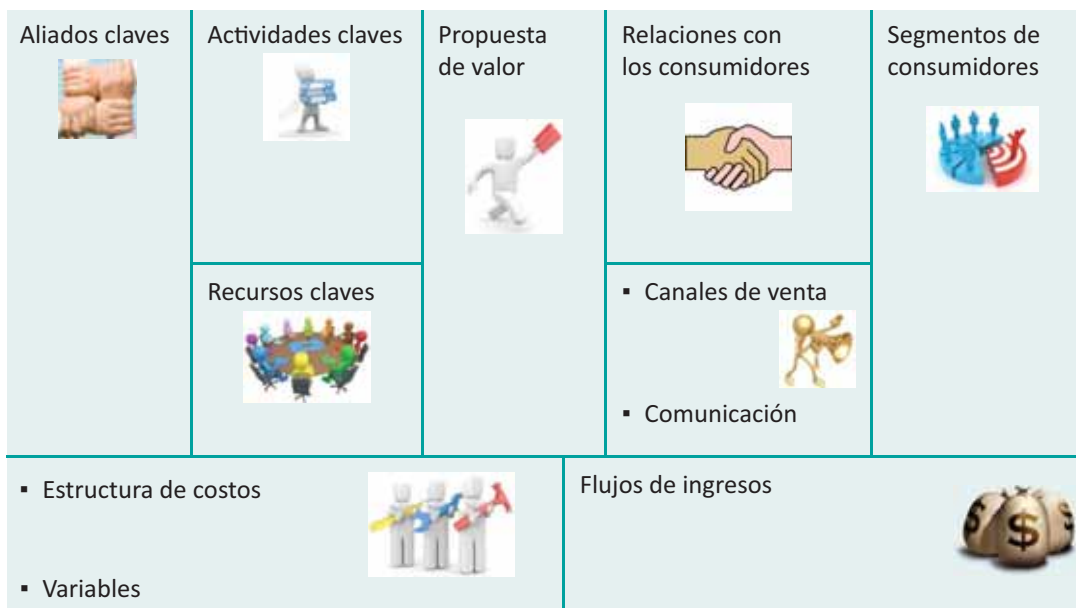 Aliados claves
Actividades claves
Propuesta
de valor
Relaciones con
los consumidores
Segmentos de
consumidores
Recursos claves
▪ Canales de venta
▪ Comunicación
▪ Estructura de costos
▪ Variables
Flujos de ingresos
$ $ $